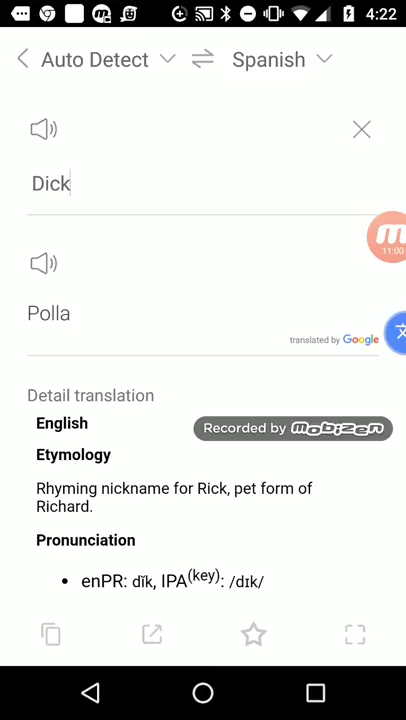 4:22
Auto Detect
Spanish
Dick
11:00
Polla
translated by Google
Detail translation
English
Recorded by mobizen
Etymology
Rhyming nickname for Rick, pet form of
Richard.
Pronunciation
• enPR: dĭk, IPA(key): /dɪk/